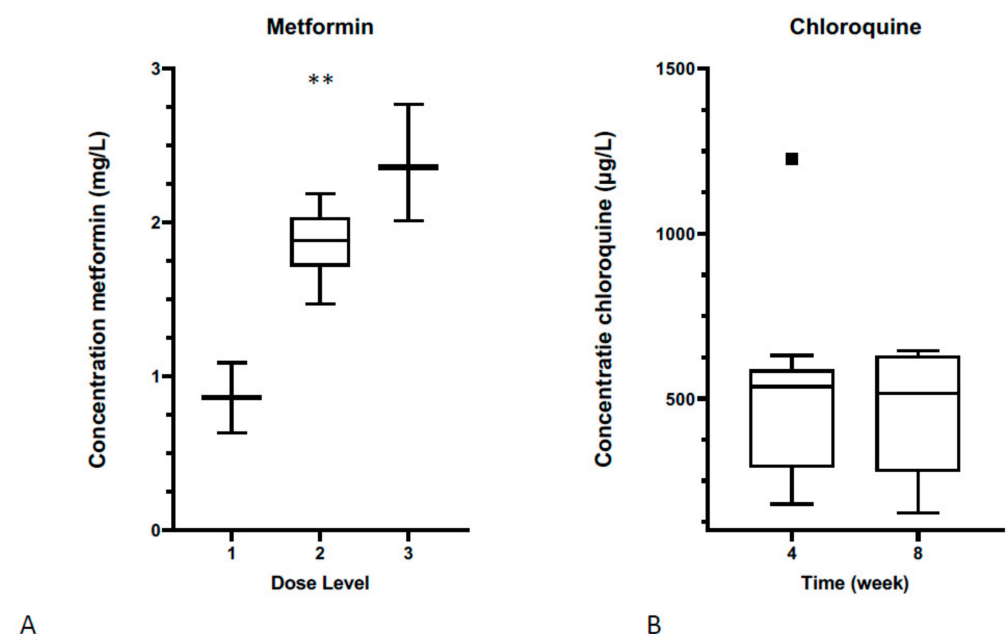 Metformin
**
Concentration metformin (mg/L)
3
2
1
0
1 2 3
Dose Level
A
Chloroquine
Concentratie chloroquine (µg/L)
1500
1000
500
4 8
Time (week)
B